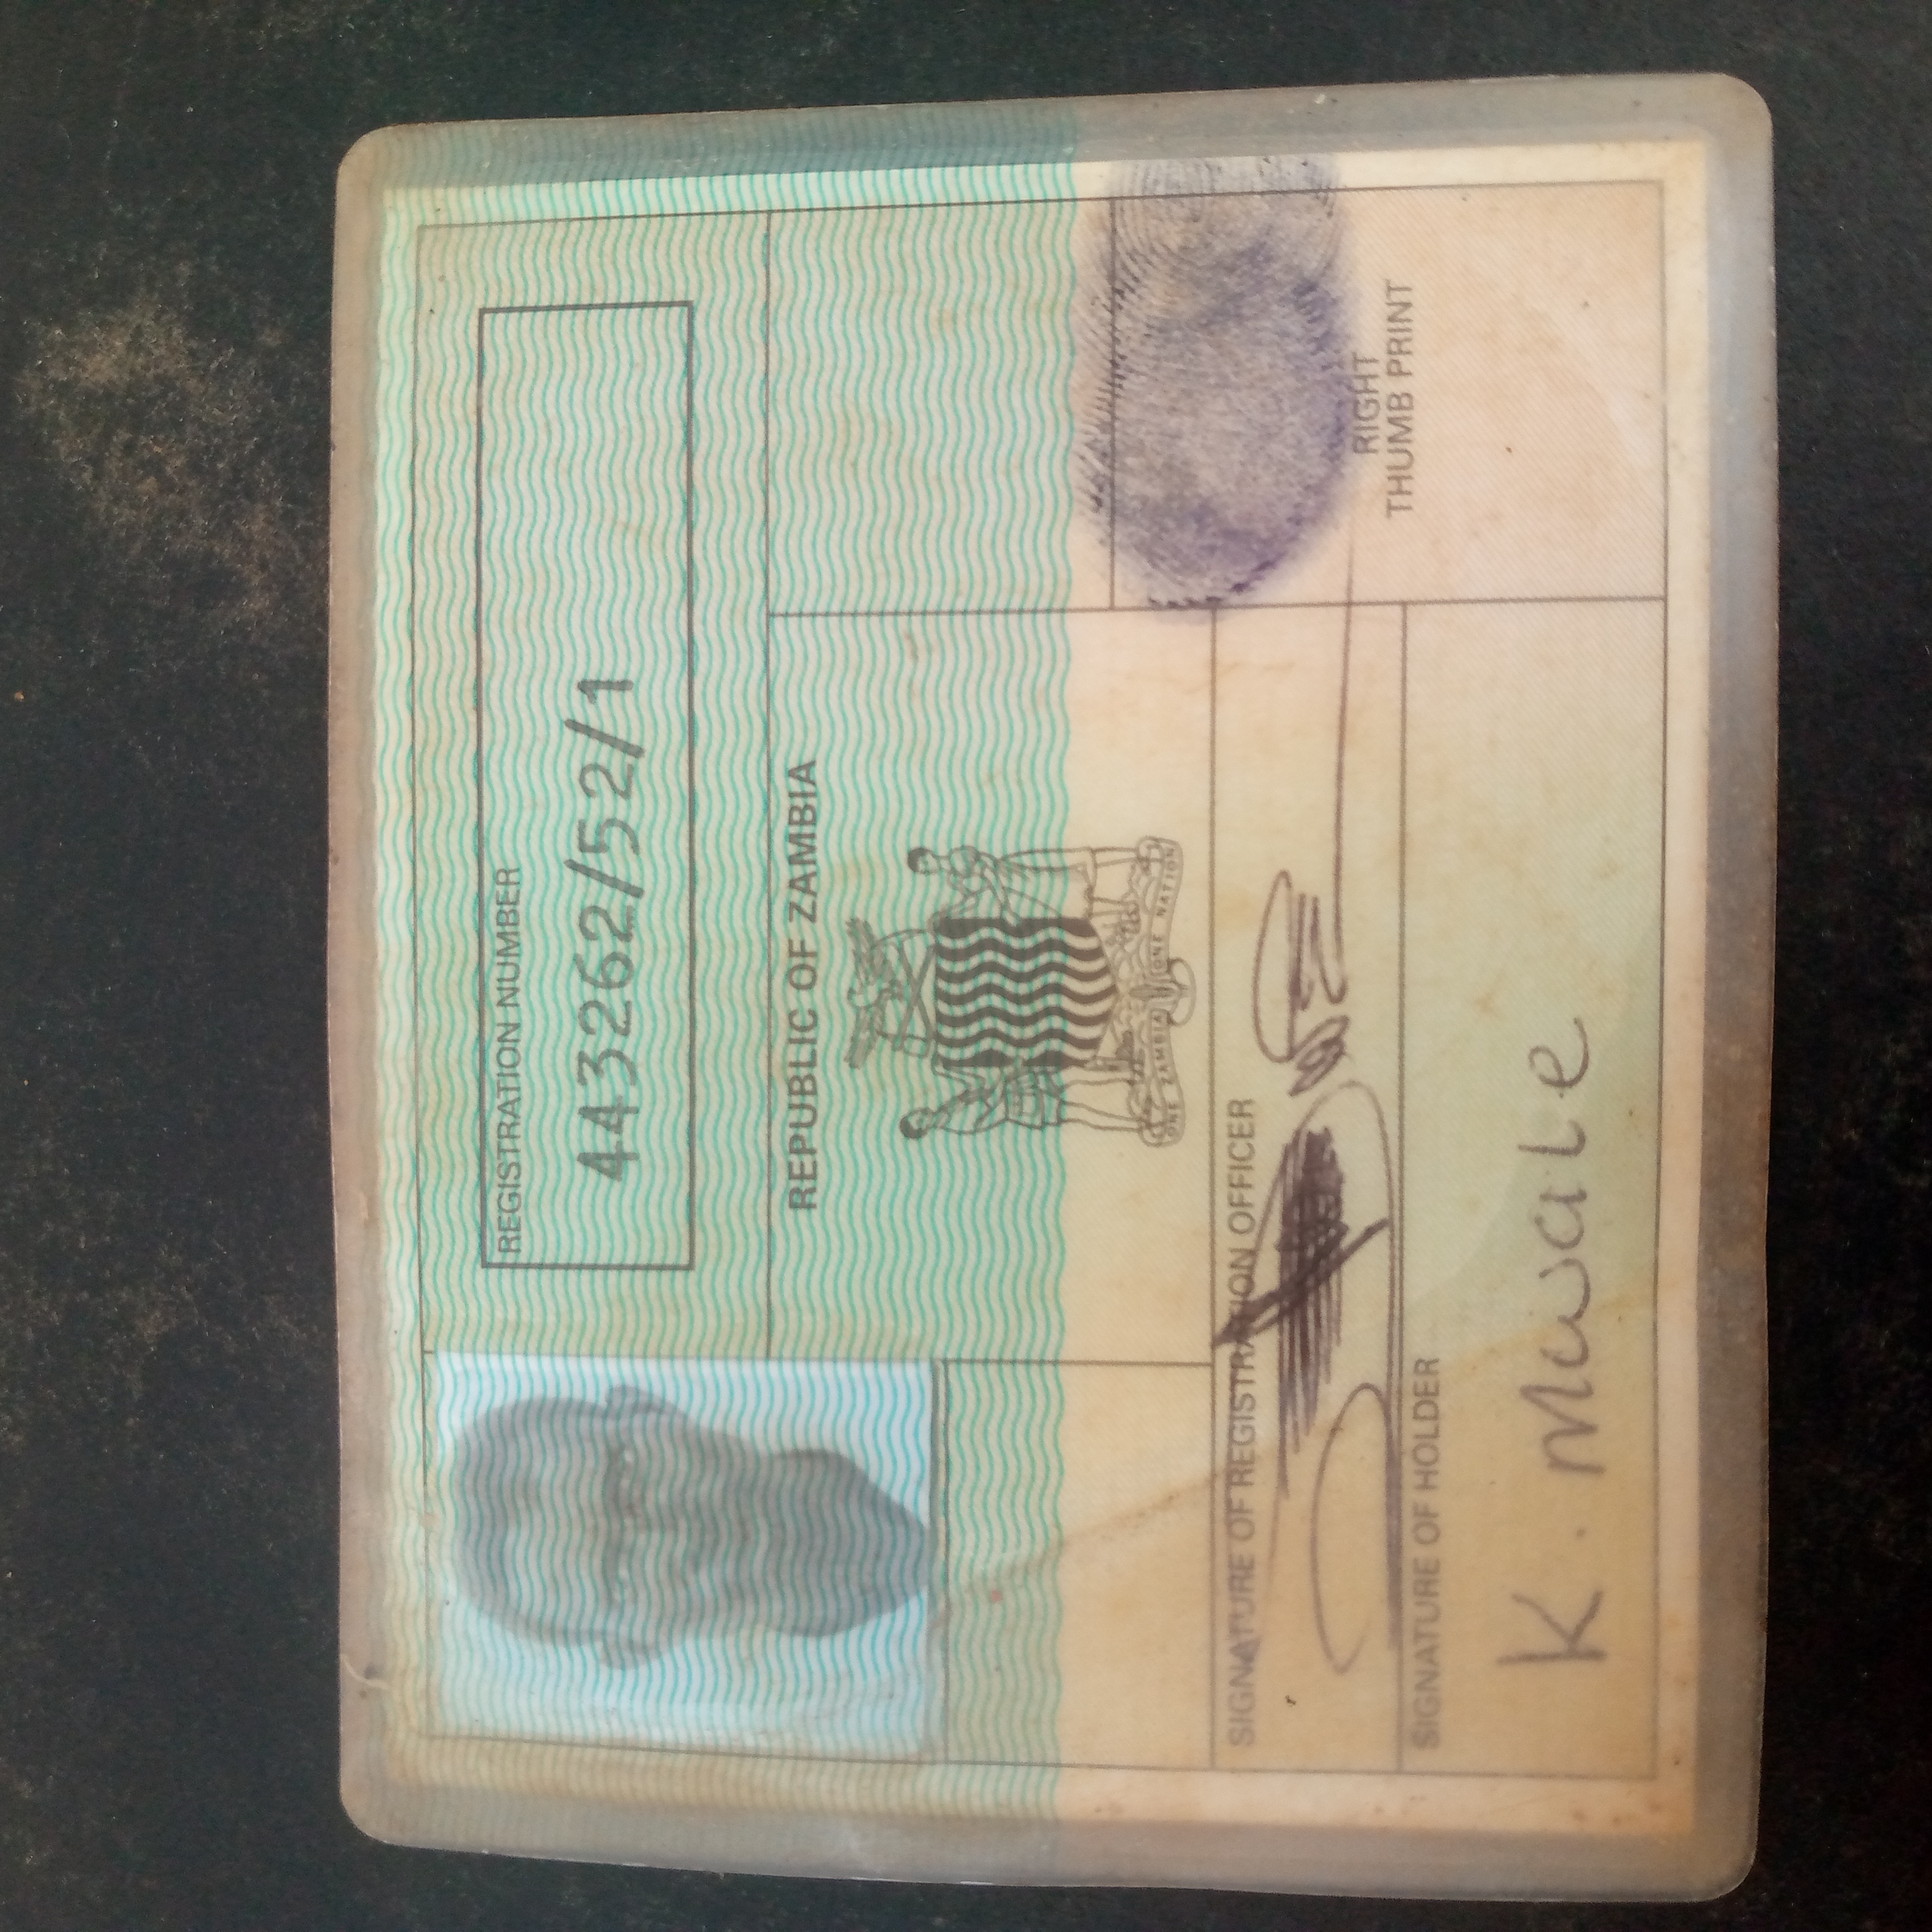 REGISTRATION NUMBER
443262/52/1
REPUBLIC OF ZAMBIA
ONE ZAMBIA ONE NATION
SIGNATURE OF REGISTRATION OFFICER
RIGHT
THUMB PRINT
SIGNATURE OF HOLDER
K. Mwale